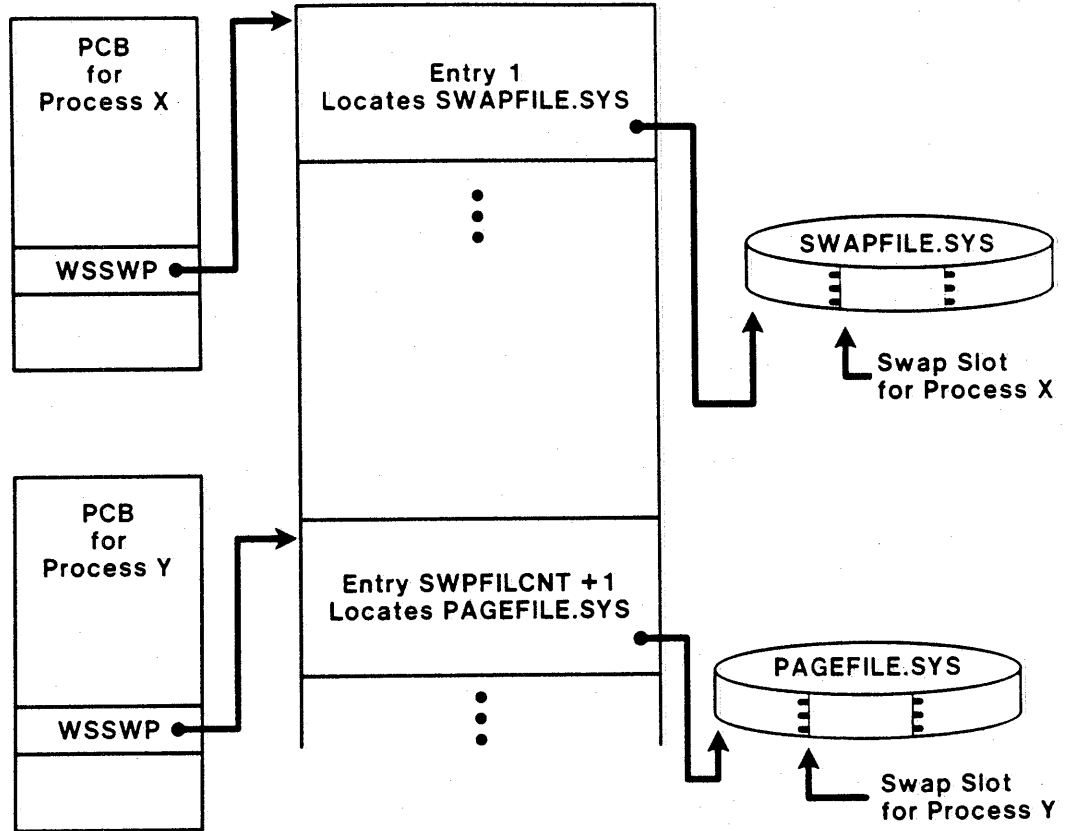 PCB
for
Process X
WSSWP
Entry 1
Locates SWAPFILE.SYS
SWAPFILE.SYS
Swap Slot
for Process X
PCB
for
Process Y
WSSWP
Entry SWPFILCNT +1
Locates PAGEFILE.SYS
PAGEFILE.SYS
Swap Slot
for Process Y